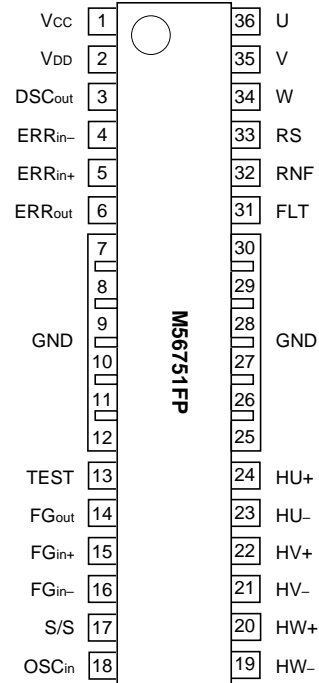 Vcc 1 36 U
VDD 2 35 V
DSCout 3 34 W
ERRin– 4 33 RS
ERRin+ 5 32 RNF
ERRout 6 31 FLT
7 30
8 29
GND 9 28 GND
10 27
11 26
12 25
M56751FP
TEST 13 24 HU+
FGout 14 23 HU–
FGin+ 15 22 HV+
FGin– 16 21 HV–
S/S 17 20 HW+
OSCin 18 19 HW–